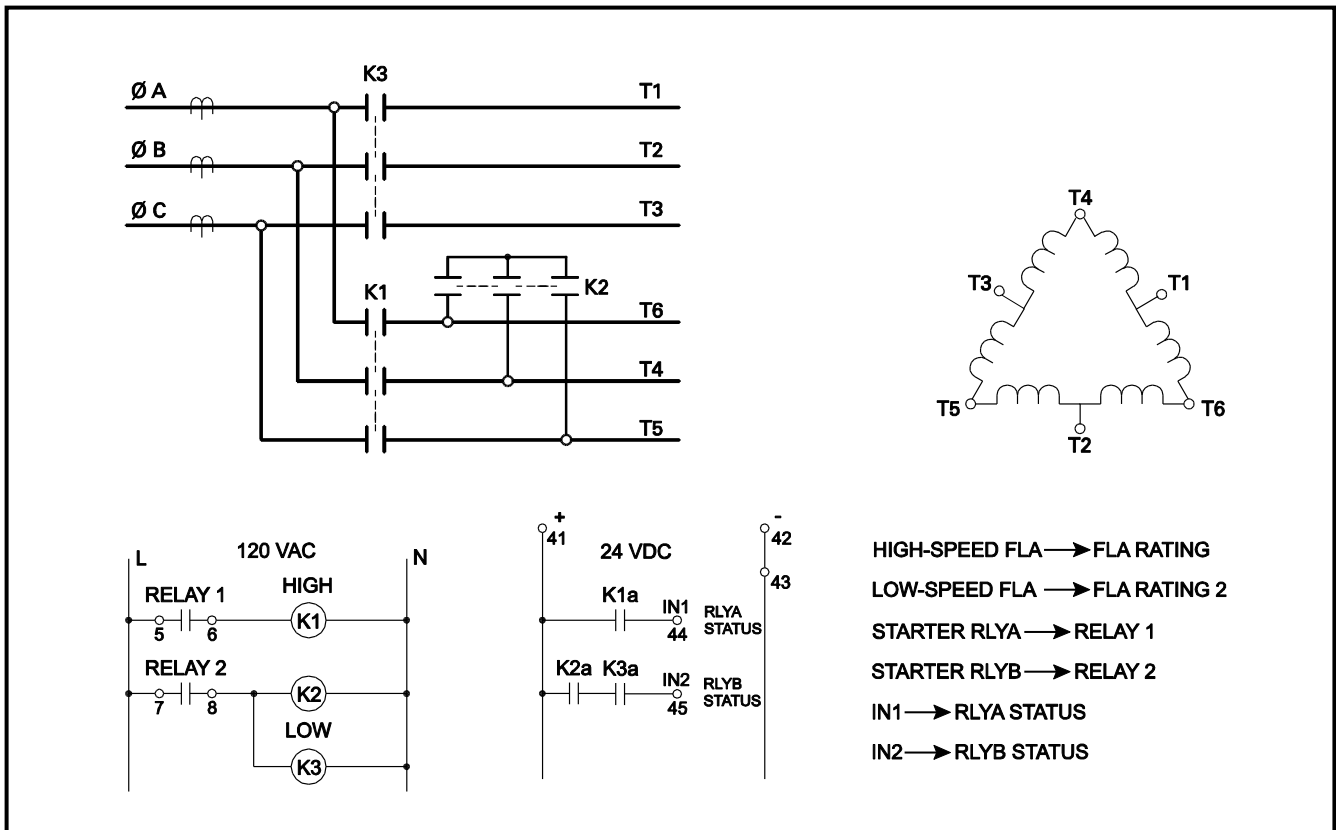 K3
Ø A
T1
Ø B
T2
Ø C
T3
K1
K2
T6
T4
T5
T4
T3
T1
T5
T6
T2
L
120 VAC
N
HIGH
RELAY 1
K1
5
6
RELAY 2
K2
7
8
LOW
K3
+
41
24 VDC
-
42
43
K1a
IN1
RLYA
STATUS
44
K2a
K3a
IN2
RLYB
STATUS
45
HIGH-SPEED FLA → FLA RATING
LOW-SPEED FLA → FLA RATING 2
STARTER RLYA → RELAY 1
STARTER RLYB → RELAY 2
IN1 → RLYA STATUS
IN2 → RLYB STATUS